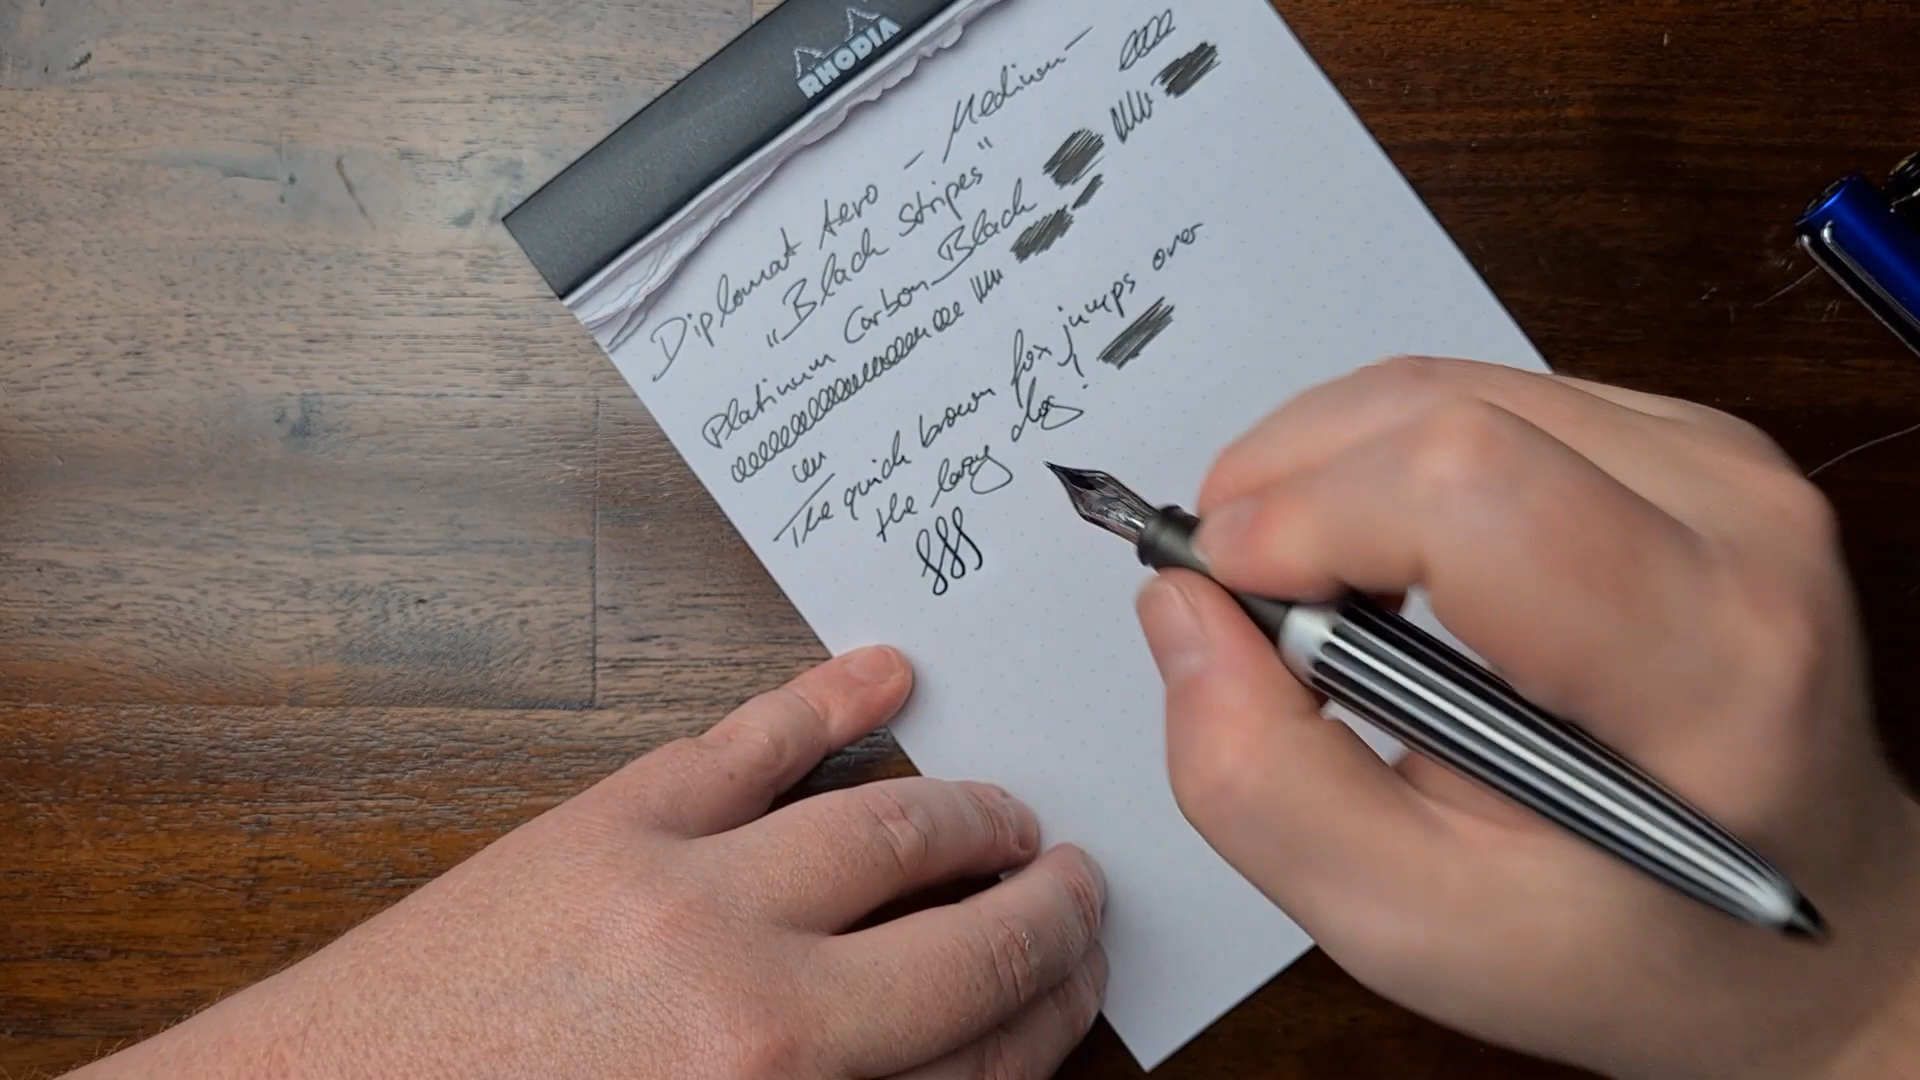 RHODIA
Diplomat Aero - Medium -
"Black Stripes"
Platinum Carbon Black
The quick brown fox jumps over
the lazy dog